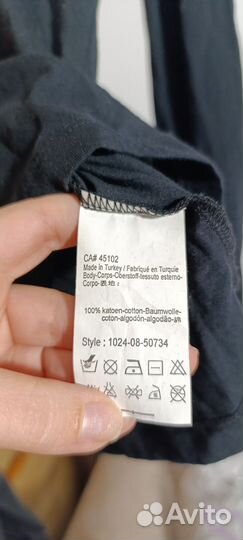 CA# 45102
Made in Turkey / Fabriqué en Turquie
Body-Corps-Oberstoff-tessuto esterno-
Corpo-
100% katoen-cotton-Baumwolle-
coton-algodón-algodão-綿
Style : 1024-08-50734
Avito